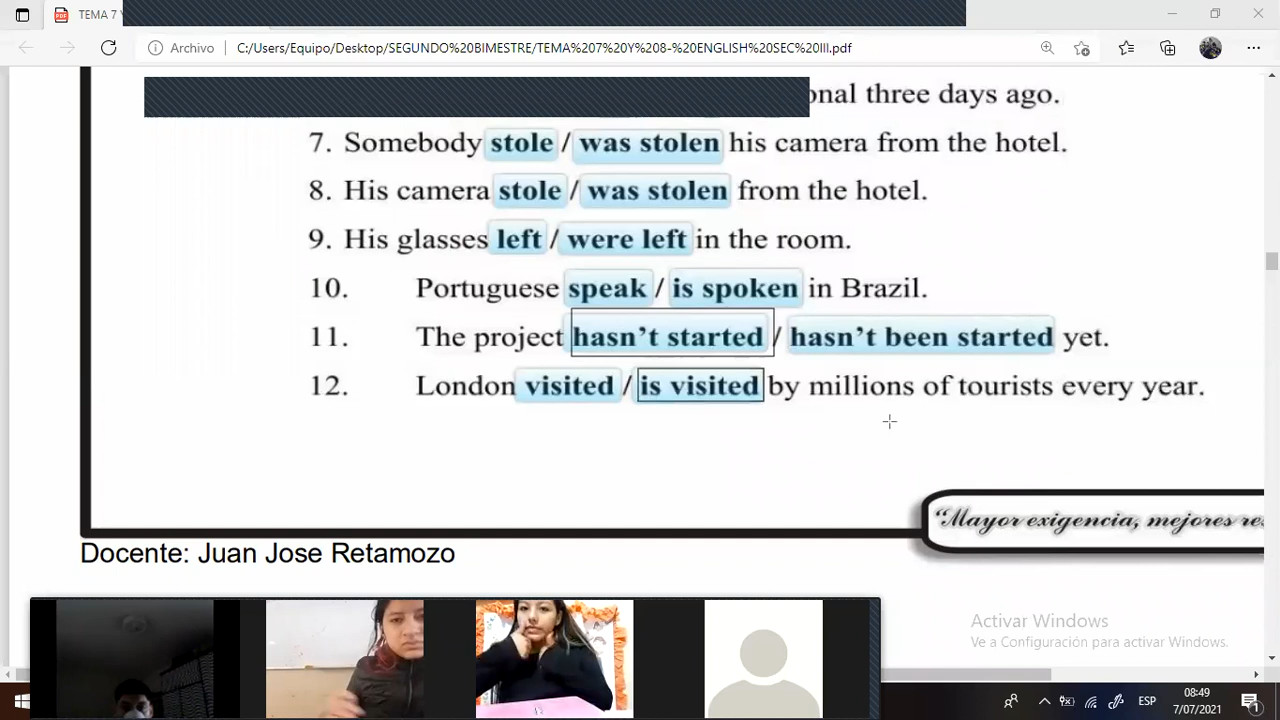 TEMA 7 Y
Archivo C:/Users/Equipo/Desktop/SEGUNDO%20BIMESTRE/TEMA%207%20Y%208-%20ENGLISH%20SEC%20III.pdf
onal three days ago.
7. Somebody stole / was stolen his camera from the hotel.
8. His camera stole / was stolen from the hotel.
9. His glasses left / were left in the room.
10. Portuguese speak / is spoken in Brazil.
11. The project hasn't started / hasn't been started yet.
12. London visited / is visited by millions of tourists every year.
"Mayor exigencia, mejores re
Docente: Juan Jose Retamozo
Activar Windows
Ve a Configuración para activar Windows.
ESP
08:49
7/07/2021
1